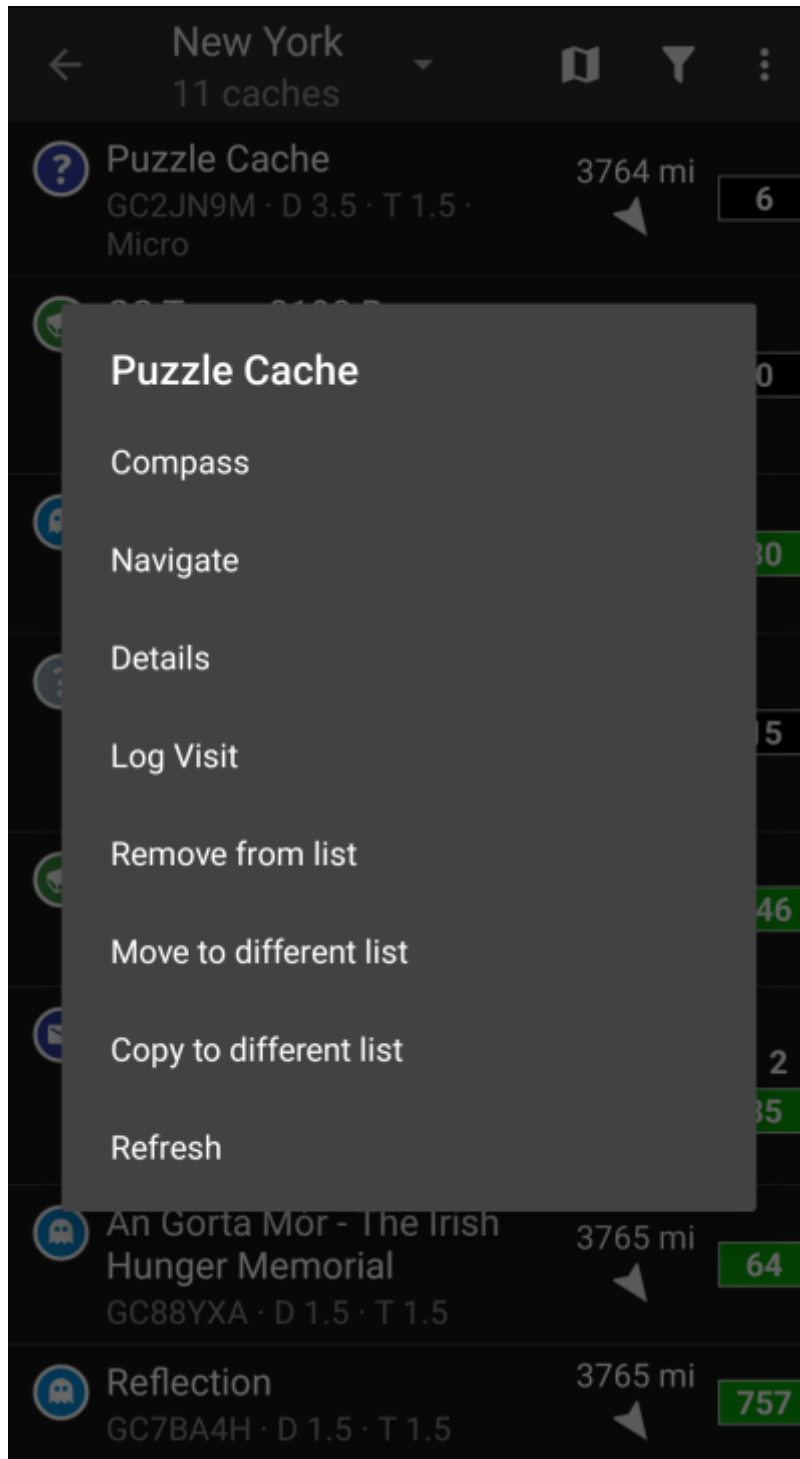 New York
11 caches
?
Puzzle Cache
3764 mi
6
GC2JN9M · D 3.5 · T 1.5 ·
Micro
Puzzle Cache
Compass
Navigate
Details
Log Visit
Remove from list
Move to different list
Copy to different list
2
Refresh
An Gorta Mór - The Irish
Hunger Memorial
3765 mi
64
GC88YXA · D 1.5 · T 1.5
Reflection
3765 mi
757
GC7BA4H · D 1.5 · T 1.5